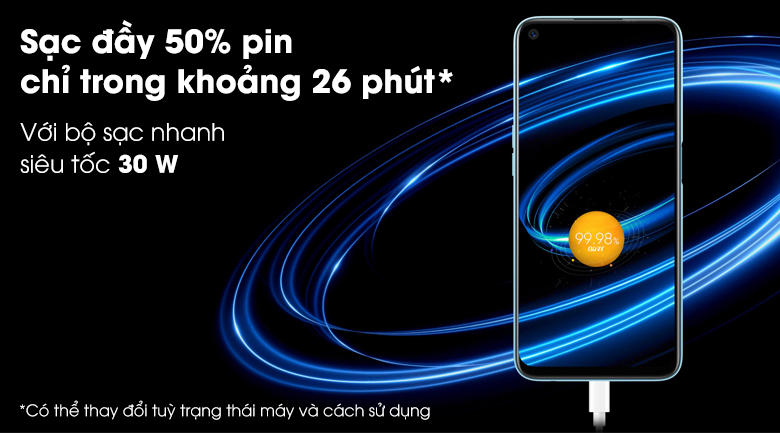 Sạc đầy 50% pin
chỉ trong khoảng 26 phút*
Với bộ sạc nhanh
siêu tốc 30 W
99.98%
*Có thể thay đổi tuỳ trạng thái máy và cách sử dụng